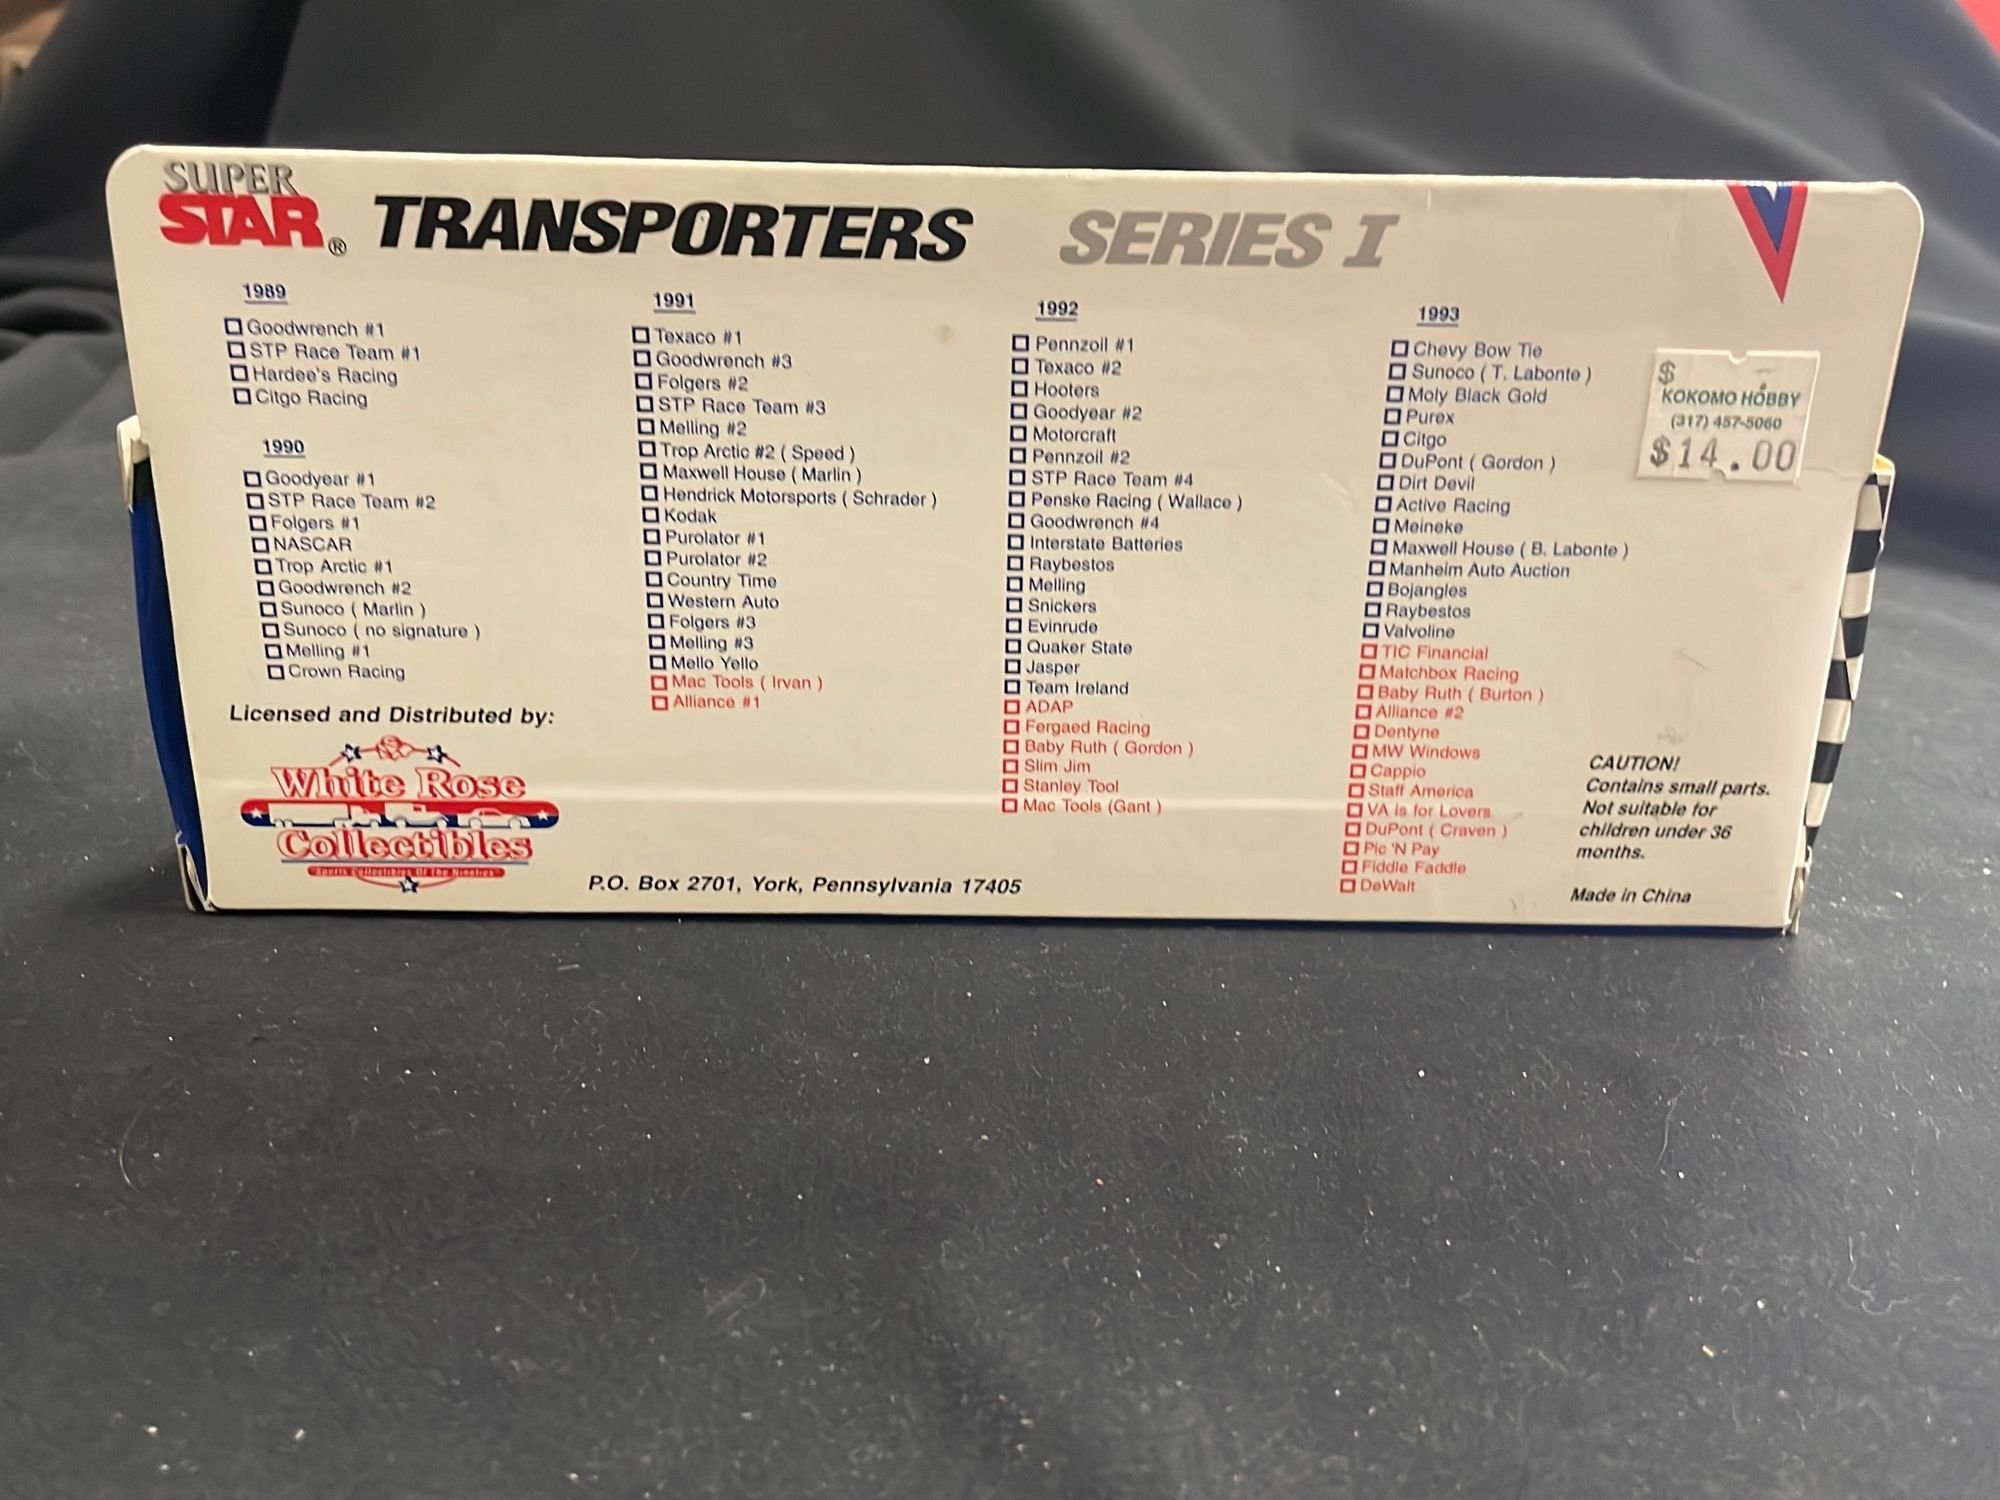 SUPER
STAR® TRANSPORTERS SERIES I
1989
Goodwrench #1
STP Race Team #1
Hardee's Racing
Citgo Racing
1990
Goodyear #1
STP Race Team #2
Folgers #1
NASCAR
Trop Arctic #1
Goodwrench #2
Sunoco ( Marlin )
Sunoco ( no signature )
Melling #1
Crown Racing
Licensed and Distributed by:
White Rose
Collectibles
Sports Collectibles Of The Nineties
P.O. Box 2701, York, Pennsylvania 17405
1991
Texaco #1
Goodwrench #3
Folgers #2
STP Race Team #3
Melling #2
Trop Arctic #2 ( Speed )
Maxwell House ( Marlin )
Hendrick Motorsports ( Schrader )
Kodak
Purolator #1
Purolator #2
Country Time
Western Auto
Folgers #3
Melling #3
Mello Yello
Mac Tools ( Irvan )
Alliance #1
1992
Pennzoil #1
Texaco #2
Hooters
Goodyear #2
Motorcraft
Pennzoil #2
STP Race Team #4
Penske Racing ( Wallace )
Goodwrench #4
Interstate Batteries
Raybestos
Melling
Snickers
Evinrude
Quaker State
Jasper
Team Ireland
ADAP
Fergaed Racing
Baby Ruth ( Gordon )
Slim Jim
Stanley Tool
Mac Tools (Gant )
1993
Chevy Bow Tie
Sunoco ( T. Labonte )
Moly Black Gold
Purex
Citgo
DuPont ( Gordon )
Dirt Devil
Active Racing
Meineke
Maxwell House ( B. Labonte )
Manheim Auto Auction
Bojangles
Raybestos
Valvoline
TIC Financial
Matchbox Racing
Baby Ruth ( Burton )
Alliance #2
Dentyne
MW Windows
Cappio
Staff America
VA is for Lovers
DuPont ( Craven )
Pic 'N Pay
Fiddle Faddle
DeWalt
$
KOKOMO HOBBY
(317) 457-5060
$14.00
CAUTION!
Contains small parts.
Not suitable for
children under 36
months.
Made in China